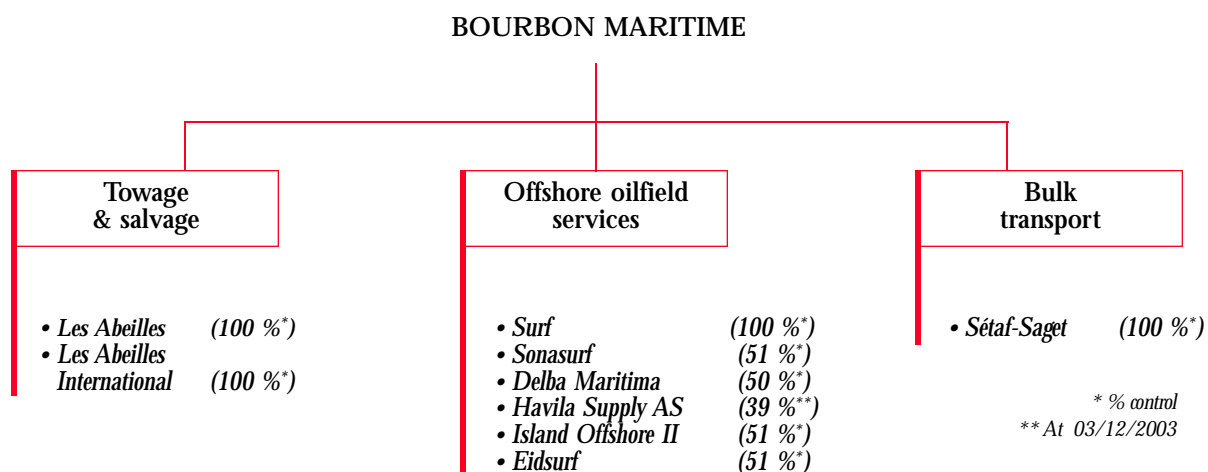 BOURBON MARITIME
Towage
& salvage
• Les Abeilles (100 %*)
• Les Abeilles
International (100 %*)
Offshore oilfield
services
• Surf (100 %*)
• Sonasurf (51 %*)
• Delba Maritima (50 %*)
• Havila Supply AS (39 %**)
• Island Offshore II (51 %*)
• Eidsurf (51 %*)
Bulk
transport
• Sétaf-Saget (100 %*)
* % control
** At 03/12/2003